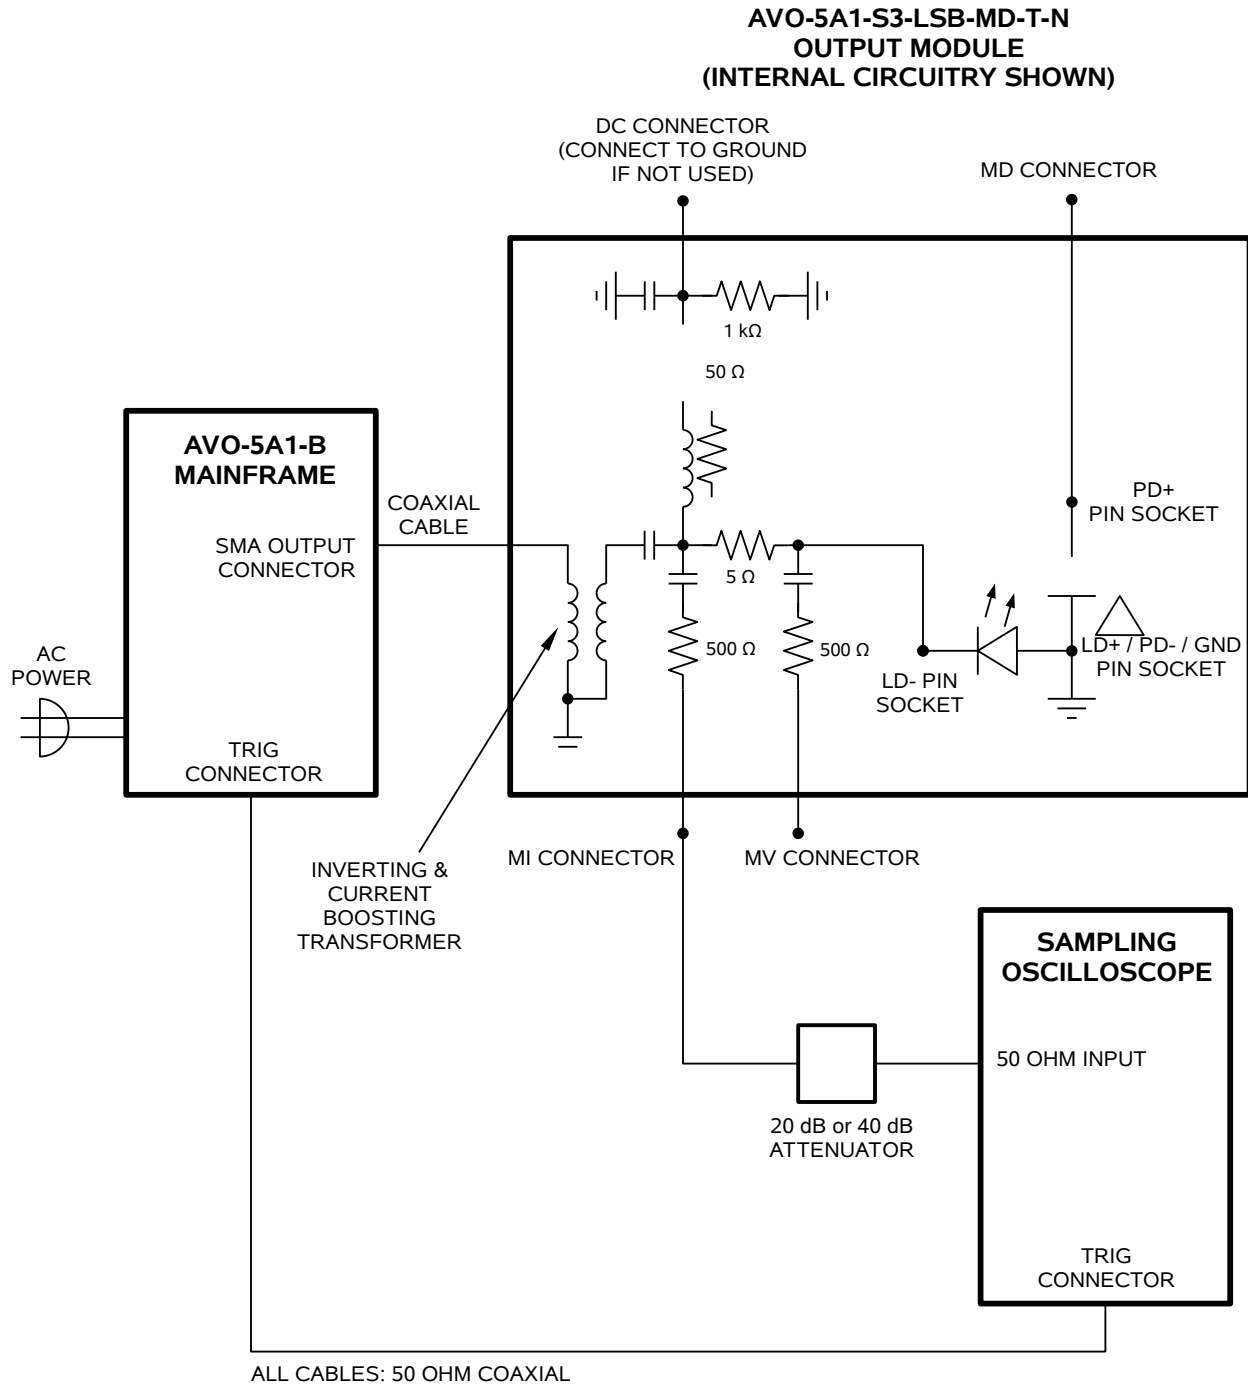 AVO-5A1-S3-LSB-MD-T-N
OUTPUT MODULE
(INTERNAL CIRCUITRY SHOWN)
DC CONNECTOR
(CONNECT TO GROUND
IF NOT USED)
MD CONNECTOR
1 kΩ
50 Ω
AVO-5A1-B
MAINFRAME
COAXIAL
CABLE
SMA OUTPUT
CONNECTOR
PD+
PIN SOCKET
5 Ω
500 Ω
500 Ω
LD+ / PD- / GND
PIN SOCKET
LD- PIN
SOCKET
AC
POWER
TRIG
CONNECTOR
MI CONNECTOR
MV CONNECTOR
INVERTING &
CURRENT
BOOSTING
TRANSFORMER
SAMPLING
OSCILLOSCOPE
50 OHM INPUT
20 dB or 40 dB
ATTENUATOR
TRIG
CONNECTOR
ALL CABLES: 50 OHM COAXIAL